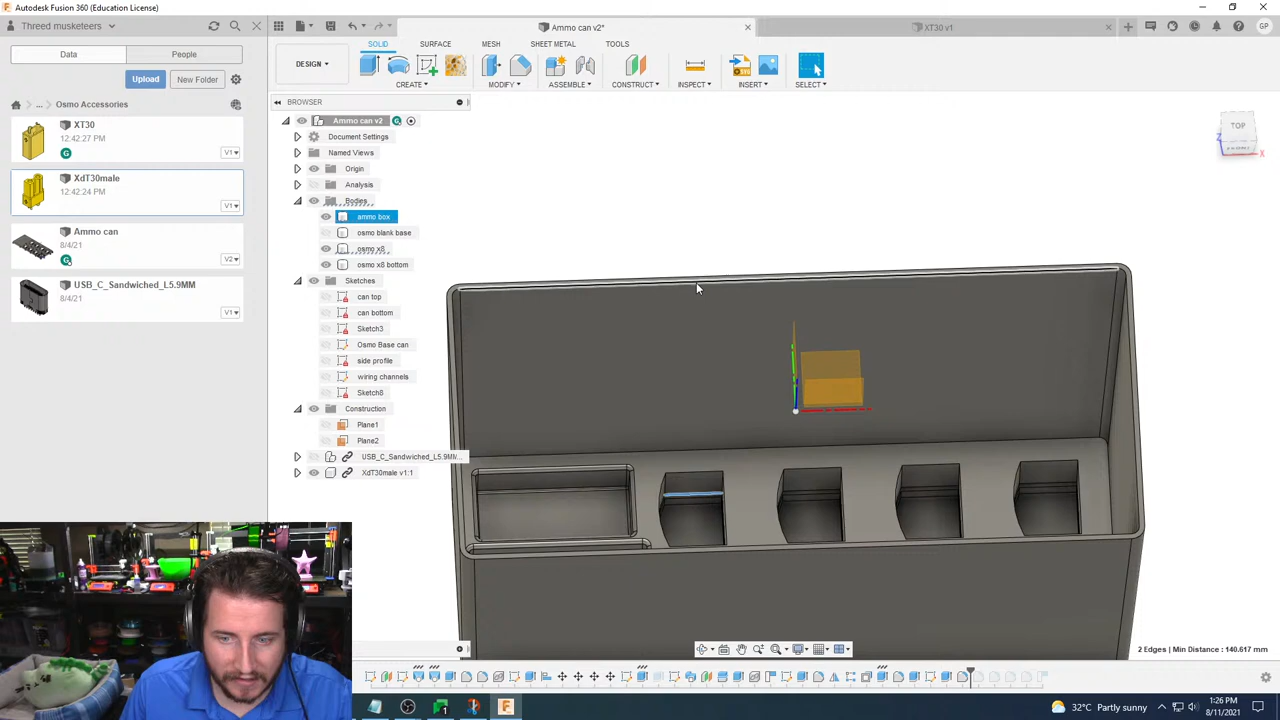 Autodesk Fusion 360 (Education License)
Threed musketeers
Ammo can v2*
XT30 v1
GP
Data
People
Upload
New Folder
...
Osmo Accessories
XT30
12:42:27 PM
G
V1
XdT30male
12:42:24 PM
V1
Ammo can
8/4/21
G
V2
USB_C_Sandwiched_L5.9MM
8/4/21
V1
SOLID
SURFACE
MESH
SHEET METAL
TOOLS
DESIGN
CREATE
MODIFY
ASSEMBLE
CONSTRUCT
INSPECT
INSERT
SELECT
BROWSER
Ammo can v2
G
Document Settings
Named Views
Origin
Analysis
Bodies
ammo box
osmo blank base
osmo x8
osmo x8 bottom
Sketches
can top
can bottom
Sketch3
Osmo Base can
side profile
wiring channels
Sketch8
Construction
Plane1
Plane2
USB_C_Sandwiched_L5.9MM...
XdT30male v1:1
TOP
Z
X
2 Edges | Min Distance : 140.617 mm
32°C Partly sunny
1:26 PM
8/11/2021